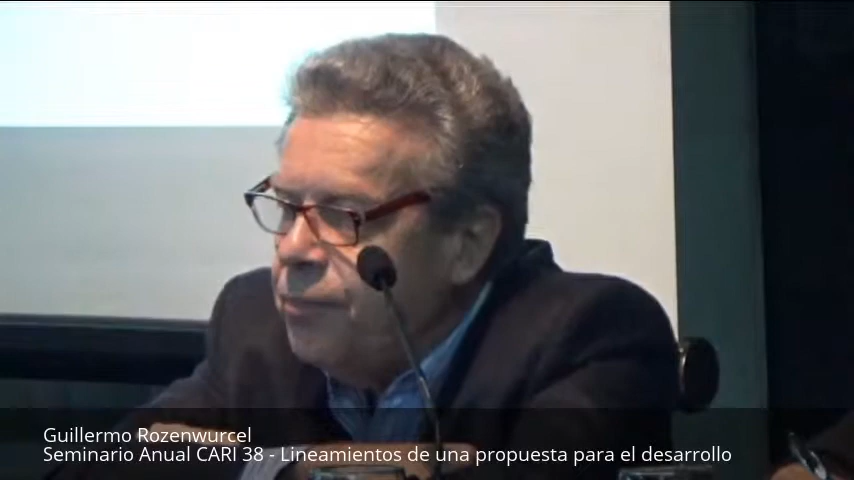 Guillermo Rozenwurcel
Seminario Anual CARI 38 - Lineamientos de una propuesta para el desarrollo